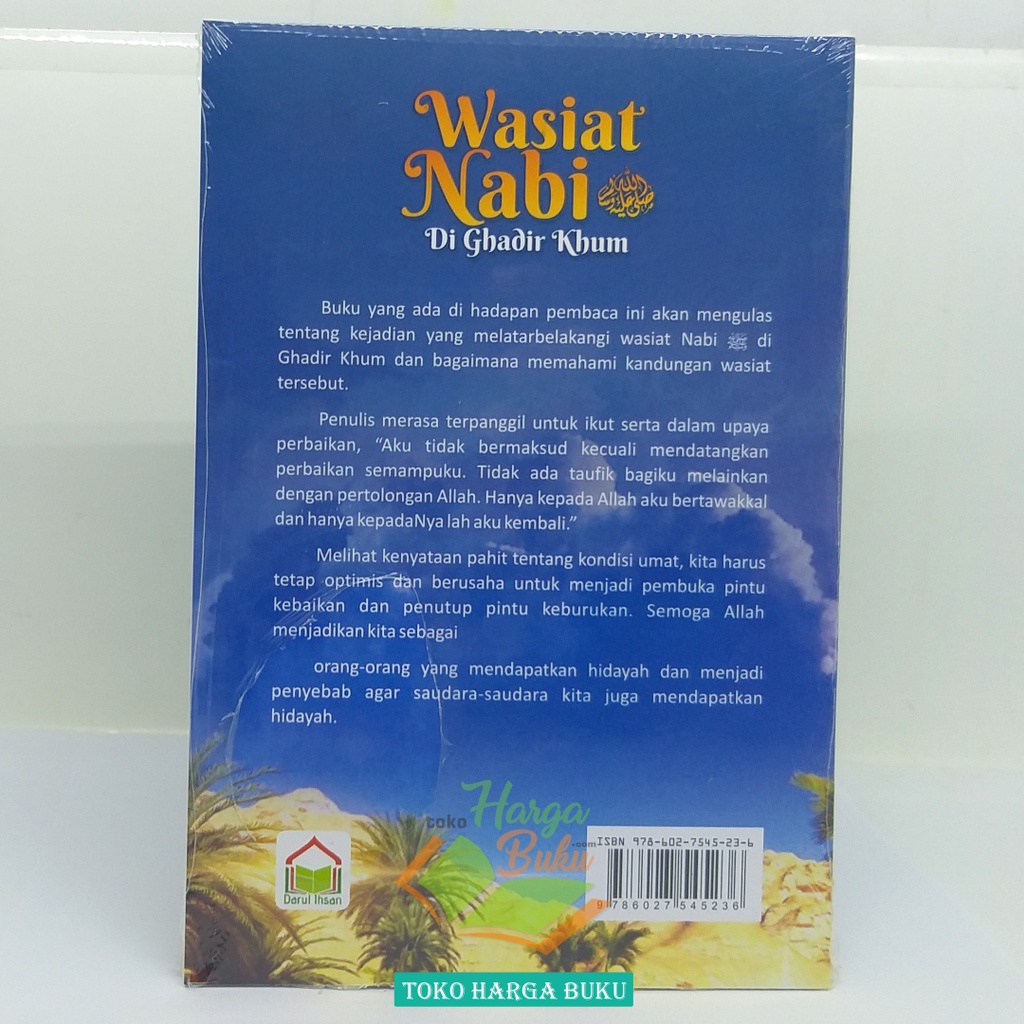 Wasiat
Nabi ﷺ
Di Ghadir Khum
Buku yang ada di hadapan pembaca ini akan mengulas
tentang kejadian yang melatarbelakangi wasiat Nabi ﷺ di
Ghadir Khum dan bagaimana memahami kandungan wasiat
tersebut.
Penulis merasa terpanggil untuk ikut serta dalam upaya
perbaikan, “Aku tidak bermaksud kecuali mendatangkan
perbaikan semampuku. Tidak ada taufik bagiku melainkan
dengan pertolongan Allah. Hanya kepada Allah aku bertawakkal
dan hanya kepadaNya lah aku kembali.”
Melihat kenyataan pahit tentang kondisi umat, kita harus
tetap optimis dan berusaha untuk menjadi pembuka pintu
kebaikan dan penutup pintu keburukan. Semoga Allah
menjadikan kita sebagai
orang-orang yang mendapatkan hidayah dan menjadi
penyebab agar saudara-saudara kita juga mendapatkan
hidayah.
toko Harga
Buku .com
ISBN 978-602-7545-23-6
9 786027 545236
Darul Ihsan
TOKO HARGA BUKU